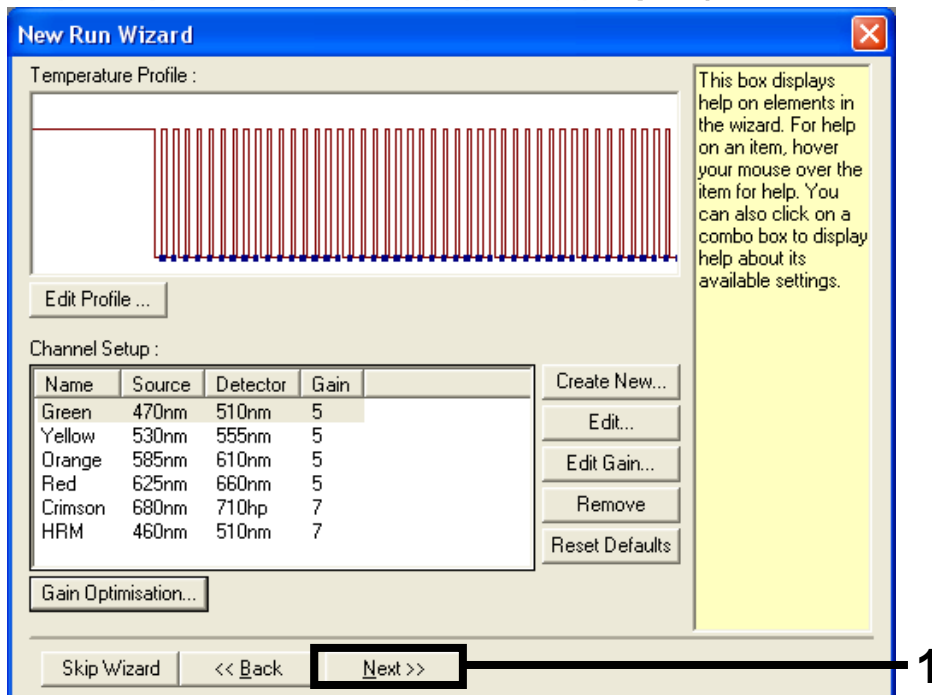 New Run Wizard
Temperature Profile :
This box displays
help on elements in
the wizard. For help
on an item, hover
your mouse over the
item for help. You
can also click on a
combo box to display
help about its
available settings.
Edit Profile ...
Channel Setup :
Name Source Detector Gain
Green 470nm 510nm 5
Yellow 530nm 555nm 5
Orange 585nm 610nm 5
Red 625nm 660nm 5
Crimson 680nm 710hp 7
HRM 460nm 510nm 7
Create New...
Edit...
Edit Gain...
Remove
Reset Defaults
Gain Optimisation...
Skip Wizard << Back Next >> 1